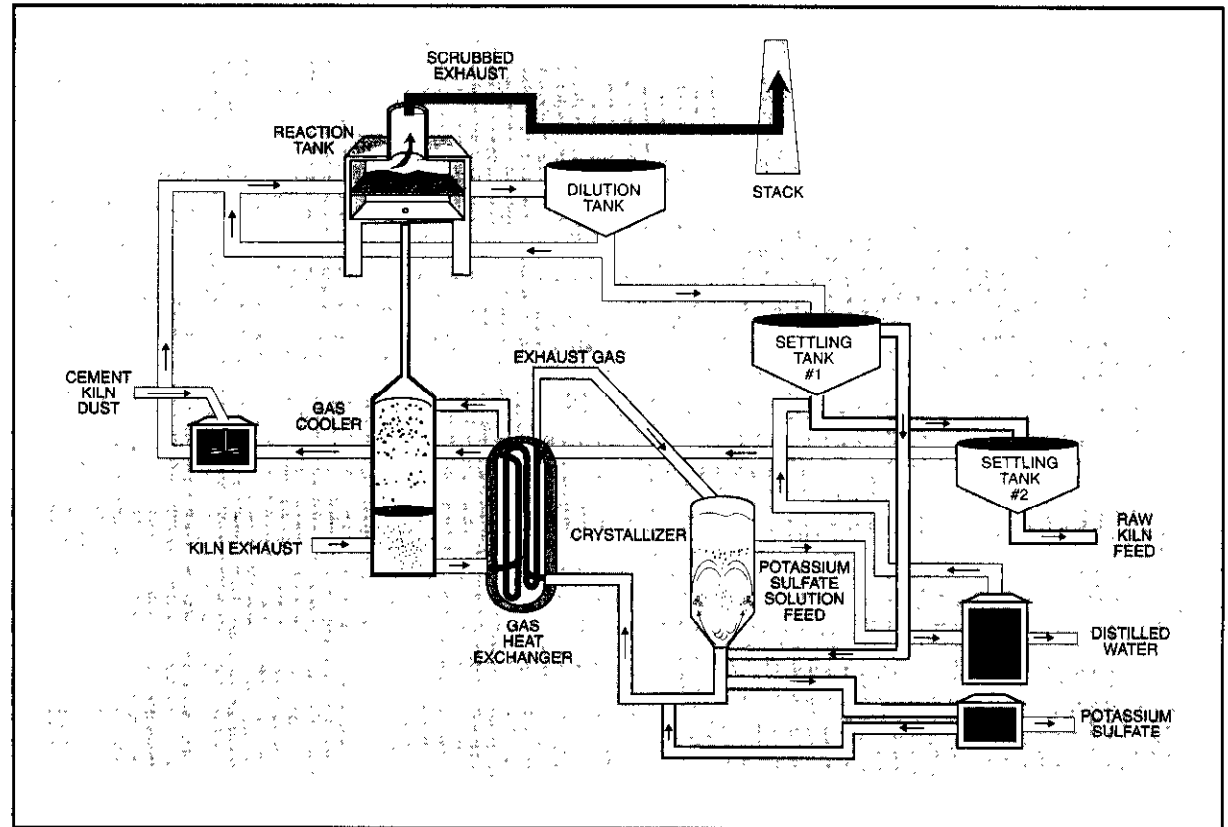 SCRUBBED
EXHAUST
REACTION
TANK
DILUTION
TANK
STACK
SETTLING
TANK
#1
EXHAUST GAS
CEMENT
KILN
DUST
GAS
COOLER
SETTLING
TANK
#2
KILN EXHAUST
CRYSTALLIZER
RAW
KILN
FEED
POTASSIUM
SULFATE
SOLUTION
FEED
GAS
HEAT
EXCHANGER
DISTILLED
WATER
POTASSIUM
SULFATE